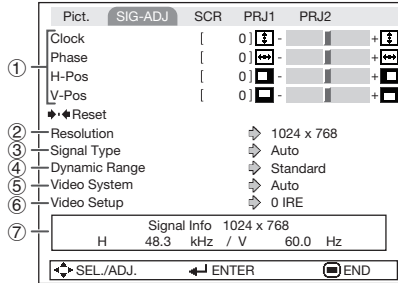 Pict. SIG-ADJ SCR PRJ1 PRJ2
① Clock [ 0 ] - +
Phase [ 0 ] - +
H-Pos [ 0 ] - +
V-Pos [ 0 ] - +
Reset
② Resolution 1024 x 768
③ Signal Type Auto
④ Dynamic Range Standard
⑤ Video System Auto
⑥ Video Setup 0 IRE
⑦ Signal Info 1024 x 768
H 48.3 kHz / V 60.0 Hz
SEL./ADJ. ENTER END